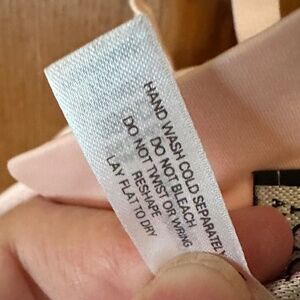 HAND WASH COLD SEPARATELY
DO NOT BLEACH
DO NOT TWIST OR WRING
RESHAPE
LAY FLAT TO DRY